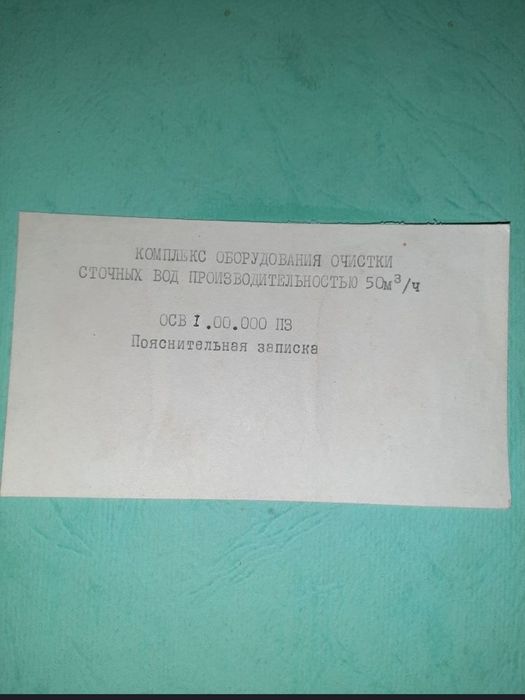 КОМПЛЕКС ОБОРУДОВАНИЯ ОЧИСТКИ
СТОЧНЫХ ВОД ПРОИЗВОДИТЕЛЬНОСТЬЮ 50м³/ч
ОСВ I.00.000 ПЗ
Пояснительная записка